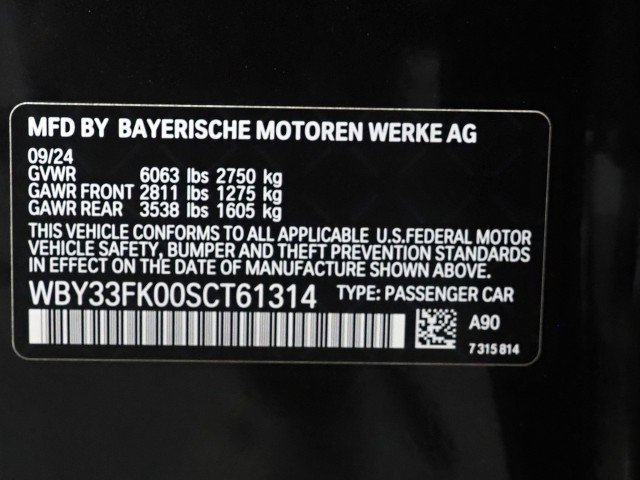 MFD BY BAYERISCHE MOTOREN WERKE AG
09/24
GVWR 6063 lbs 2750 kg
GAWR FRONT 2811 lbs 1275 kg
GAWR REAR 3538 lbs 1605 kg
THIS VEHICLE CONFORMS TO ALL APPLICABLE U.S.FEDERAL MOTOR
VEHICLE SAFETY, BUMPER AND THEFT PREVENTION STANDARDS
IN EFFECT ON THE DATE OF MANUFACTURE SHOWN ABOVE.
WBY33FK00SCT61314 TYPE: PASSENGER CAR
A90
7 315 814